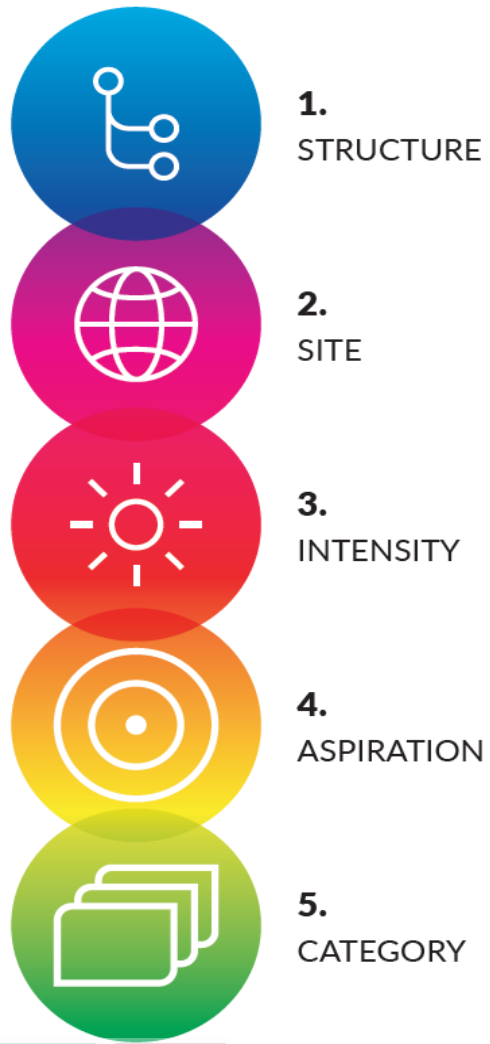 1.
STRUCTURE
2.
SITE
3.
INTENSITY
4.
ASPIRATION
5.
CATEGORY